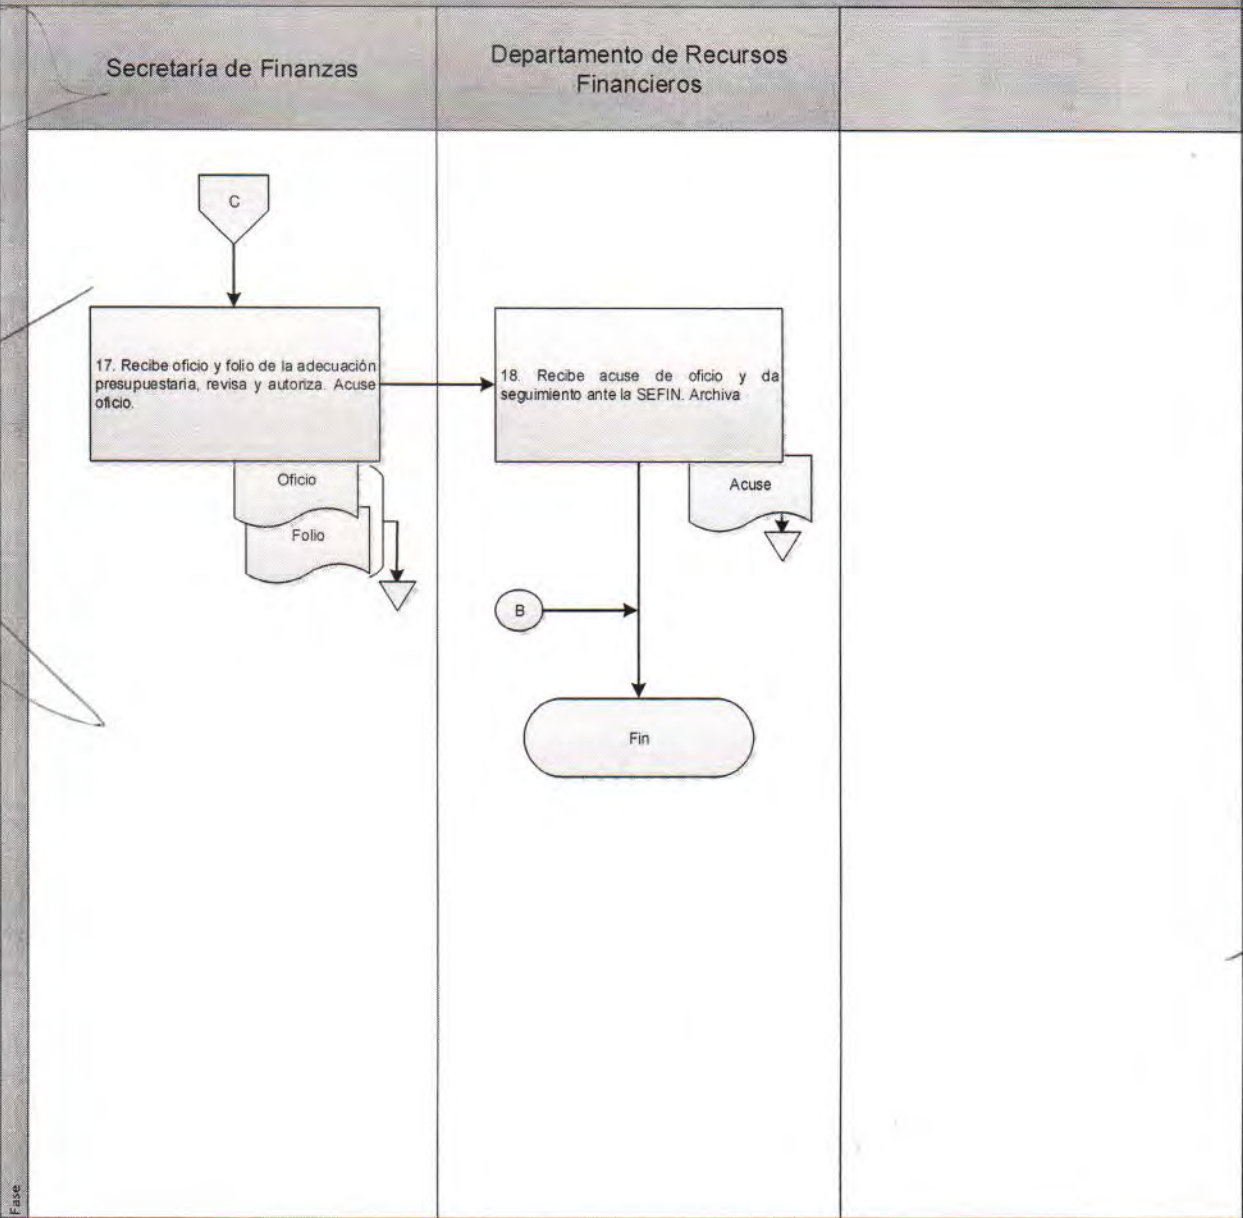 Secretaría de Finanzas
Departamento de Recursos
Financieros
C
17. Recibe oficio y folio de la adecuación
presupuestaria, revisa y autoriza. Acuse
oficio.
18. Recibe acuse de oficio y da
seguimiento ante la SEFIN. Archiva
Oficio
Folio
Acuse
B
Fin
Fase